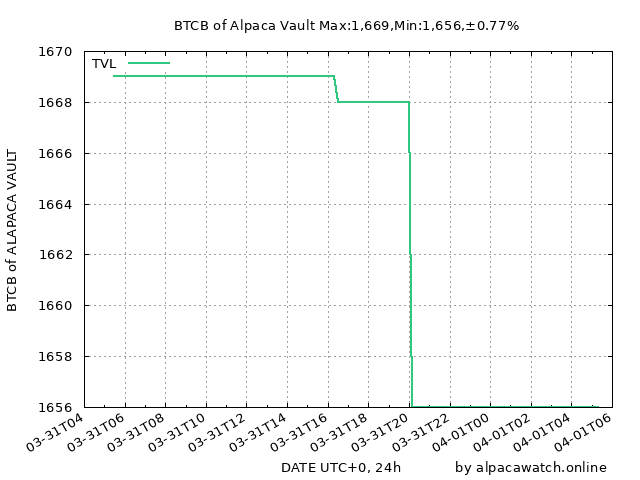 BTCB of Alpaca Vault Max:1,669,Min:1,656,±0.77%
TVL
BTCB of ALAPACA VAULT
1670
1668
1666
1664
1662
1660
1658
1656
03-31T04
03-31T06
03-31T08
03-31T10
03-31T12
03-31T14
03-31T16
03-31T18
03-31T20
03-31T22
04-01T00
04-01T02
04-01T04
04-01T06
DATE UTC+0, 24h
by alpacawatch.online